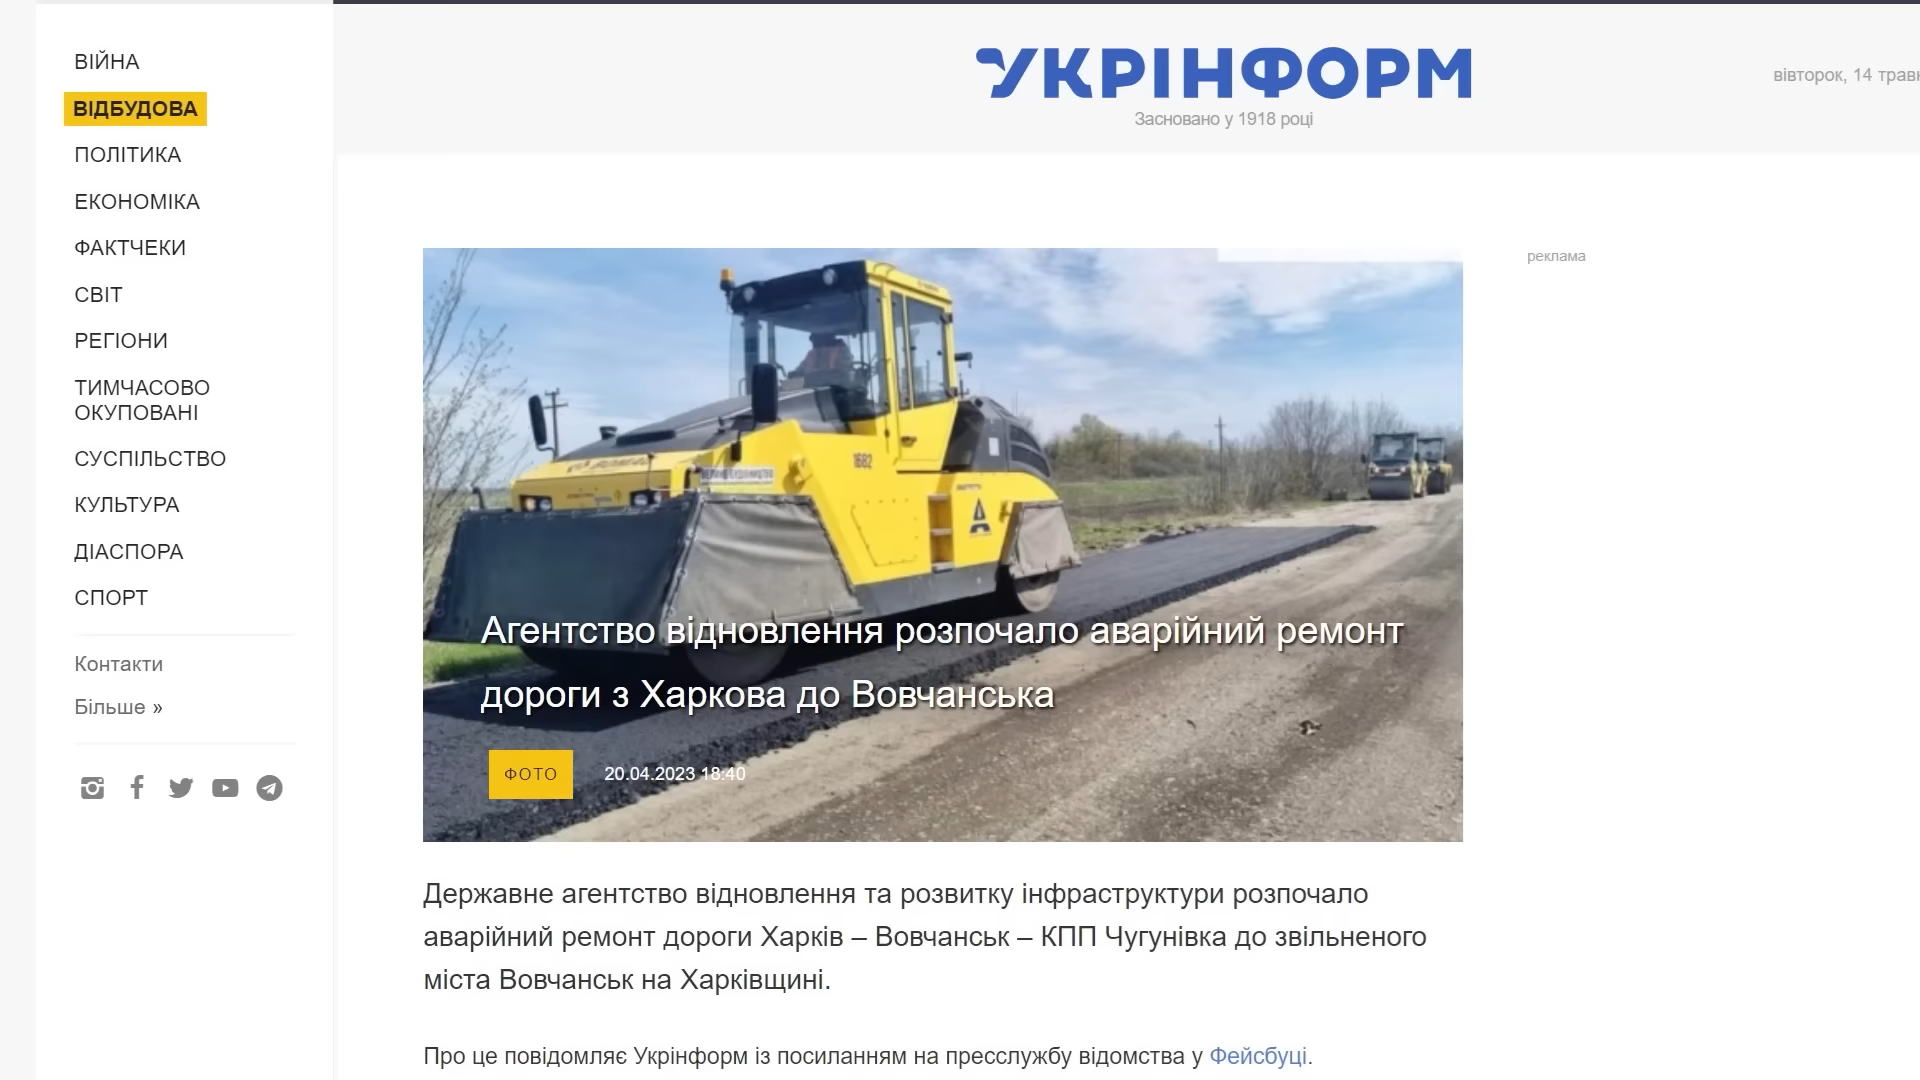 ВІЙНА
ВІДБУДОВА
ПОЛІТИКА
ЕКОНОМІКА
ФАКТЧЕКИ
СВІТ
РЕГІОНИ
ТИМЧАСОВО
ОКУПОВАНІ
СУСПІЛЬСТВО
КУЛЬТУРА
ДІАСПОРА
СПОРТ
Контакти
Більше »
УКРІНФОРМ
Засновано у 1918 році
вівторок, 14
реклама
1682
Агентство відновлення розпочало аварійний ремонт
дороги з Харкова до Вовчанська
ФОТО 20.04.2023 18:40
Державне агентство відновлення та розвитку інфраструктури розпочало
аварійний ремонт дороги Харків – Вовчанськ – КПП Чугунівка до звільненого
міста Вовчанськ на Харківщині.
Про це повідомляє Укрінформ із посиланням на пресслужбу відомства у Фейсбуці.